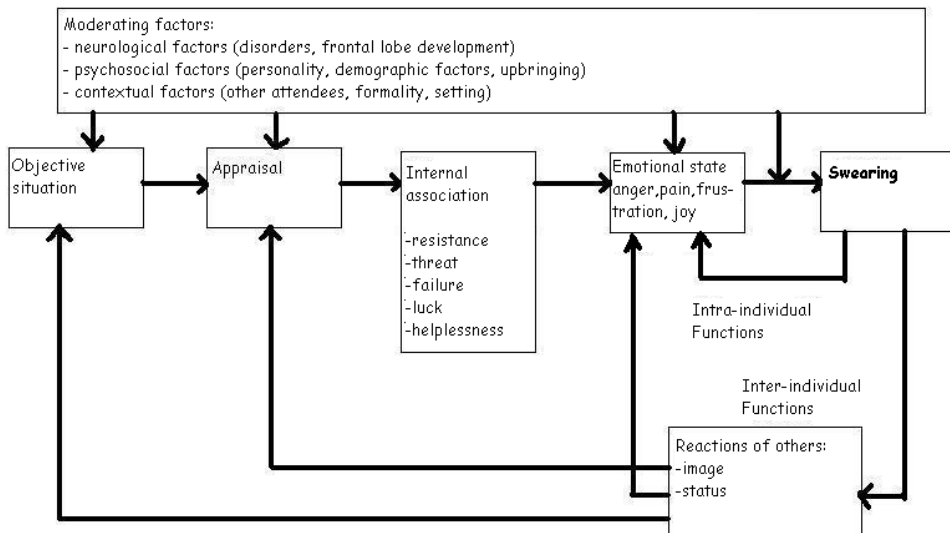 Moderating factors:
- neurological factors (disorders, frontal lobe development)
- psychosocial factors (personality, demographic factors, upbringing)
- contextual factors (other attendees, formality, setting)
Objective
situation
Appraisal
Internal
association
-resistance
-threat
-failure
-luck
-helplessness
Emotional state
anger,pain,frus-
tration, joy
Swearing
Intra-individual
Functions
Inter-individual
Functions
Reactions of others:
-image
-status